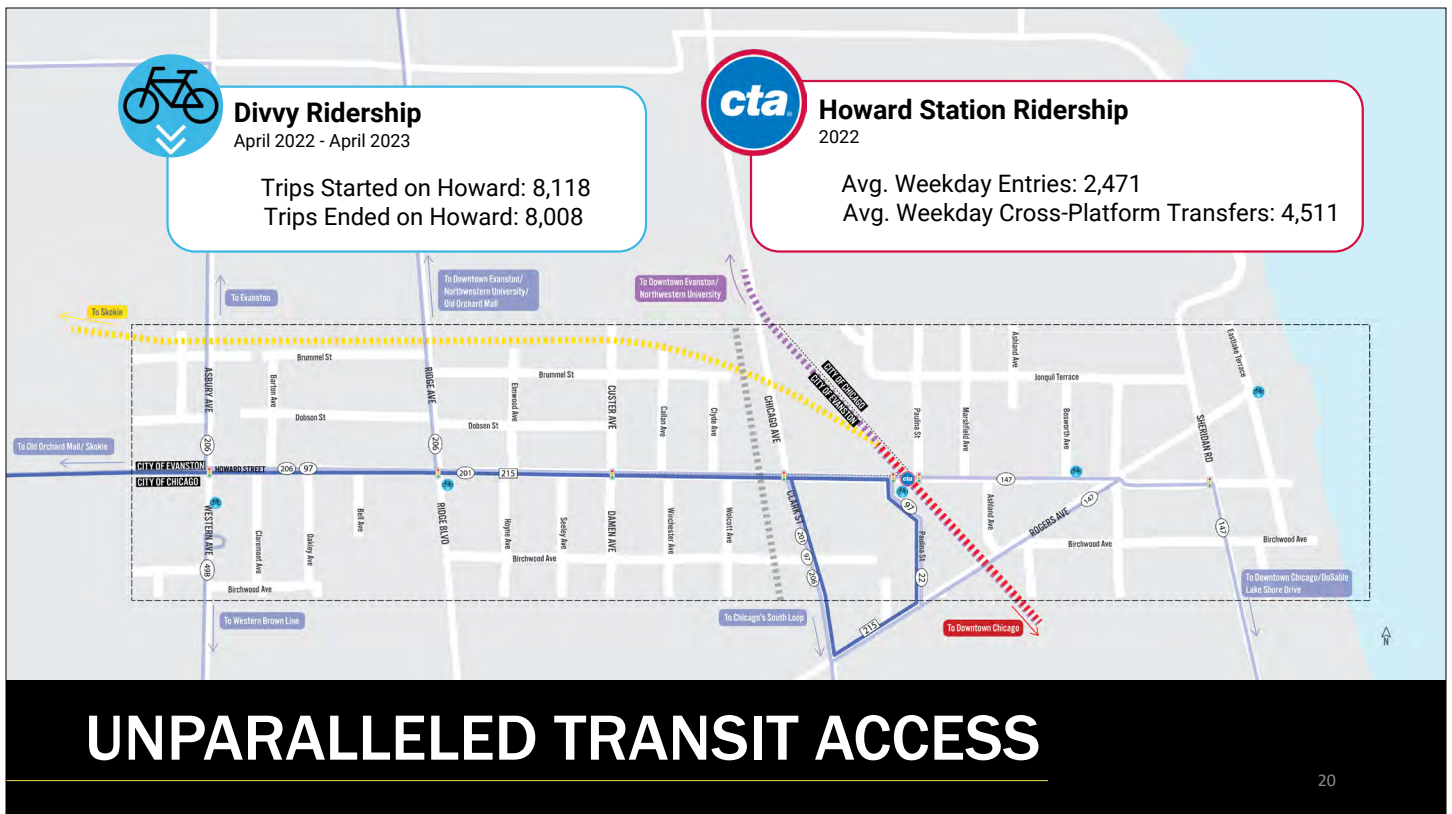 Divvy Ridership
April 2022 - April 2023
Trips Started on Howard: 8,118
Trips Ended on Howard: 8,008
cta
Howard Station Ridership
2022
Avg. Weekday Entries: 2,471
Avg. Weekday Cross-Platform Transfers: 4,511
To Evanston
To Downtown Evanston/
Northwestern University/
Old Orchard Mall
To Downtown Evanston/
Northwestern University
To Skokie
Brummel St
Brummel St
ASBURY AVE
Barton Ave
RIDGE AVE
Elmwood Ave
CUSTER AVE
Callan Ave
Clyde Ave
CHICAGO AVE
CITY OF CHICAGO
CITY OF EVANSTON
Paulina St
Marshfield Ave
Ashland Ave
Jonquil Terrace
Bosworth Ave
SHERIDAN RD
Eastlake Terrace
Dobson St
Dobson St
206
206
To Old Orchard Mall/ Skokie
CITY OF EVANSTON
HOWARD STREET
206
97
201
215
CITY OF CHICAGO
cta
147
WESTERN AVE
49B
Claremont Ave
Oakley Ave
Bell Ave
RIDGE BLVD
Hoyne Ave
Seeley Ave
DAMEN AVE
Winchester Ave
Wolcott Ave
CLARK ST
201
97
206
97
Paulina St
22
Ashland Ave
ROGERS AVE
147
147
Birchwood Ave
Birchwood Ave
Birchwood Ave
Birchwood Ave
215
To Western Brown Line
To Chicago's South Loop
To Downtown Chicago
To Downtown Chicago/DuSable
Lake Shore Drive
N
UNPARALLELED TRANSIT ACCESS
20